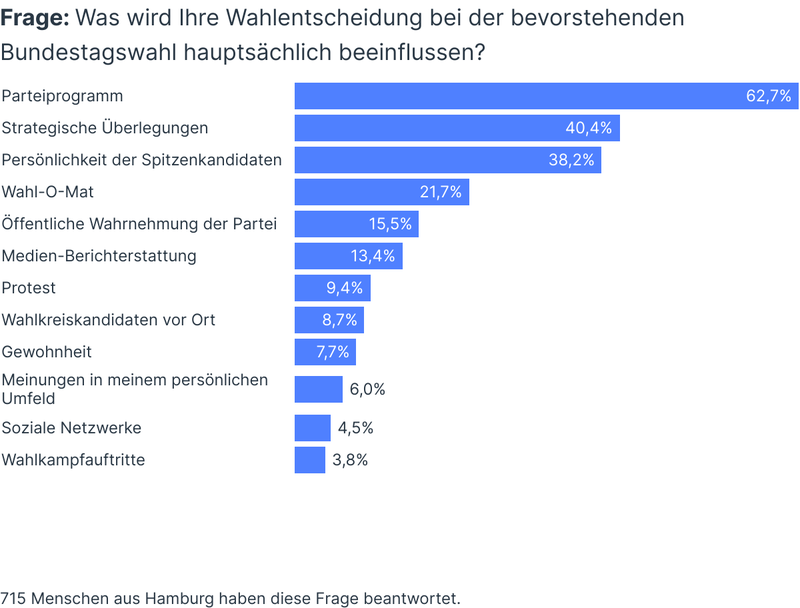 Frage: Was wird Ihre Wahlentscheidung bei der bevorstehenden
Bundestagswahl hauptsächlich beeinflussen?
Parteiprogramm 62,7%
Strategische Überlegungen 40,4%
Persönlichkeit der Spitzenkandidaten 38,2%
Wahl-O-Mat 21,7%
Öffentliche Wahrnehmung der Partei 15,5%
Medien-Berichterstattung 13,4%
Protest 9,4%
Wahlkreiskandidaten vor Ort 8,7%
Gewohnheit 7,7%
Meinungen in meinem persönlichen
Umfeld 6,0%
Soziale Netzwerke 4,5%
Wahlkampfauftritte 3,8%
715 Menschen aus Hamburg haben diese Frage beantwortet.